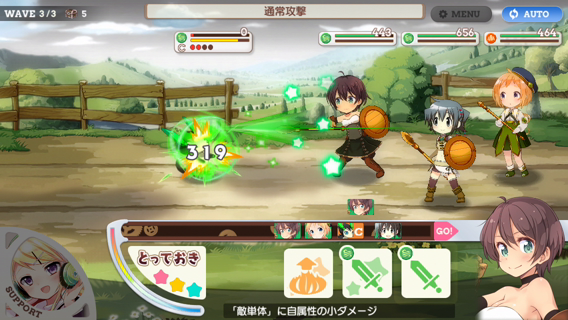 WAVE 3/3 5
通常攻撃
MENU
AUTO
0
443
656
464
C
319
C
GO!
とっておき
SUPPORT
「敵単体」に自属性の小ダメージ